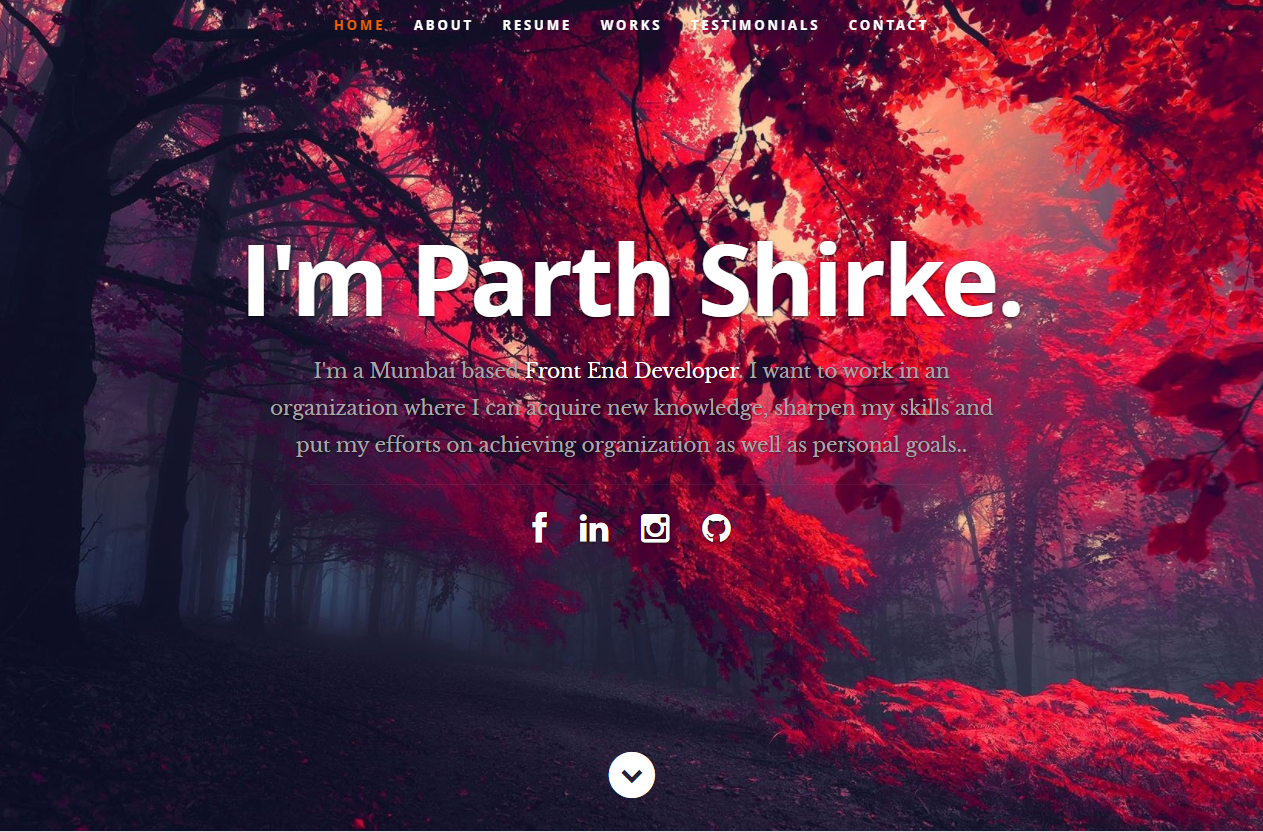 HOME ABOUT RESUME WORKS TESTIMONIALS CONTACT
I'm Parth Shirke.
I'm a Mumbai based Front End Developer. I want to work in an
organization where I can acquire new knowledge, sharpen my skills and
put my efforts on achieving organization as well as personal goals..